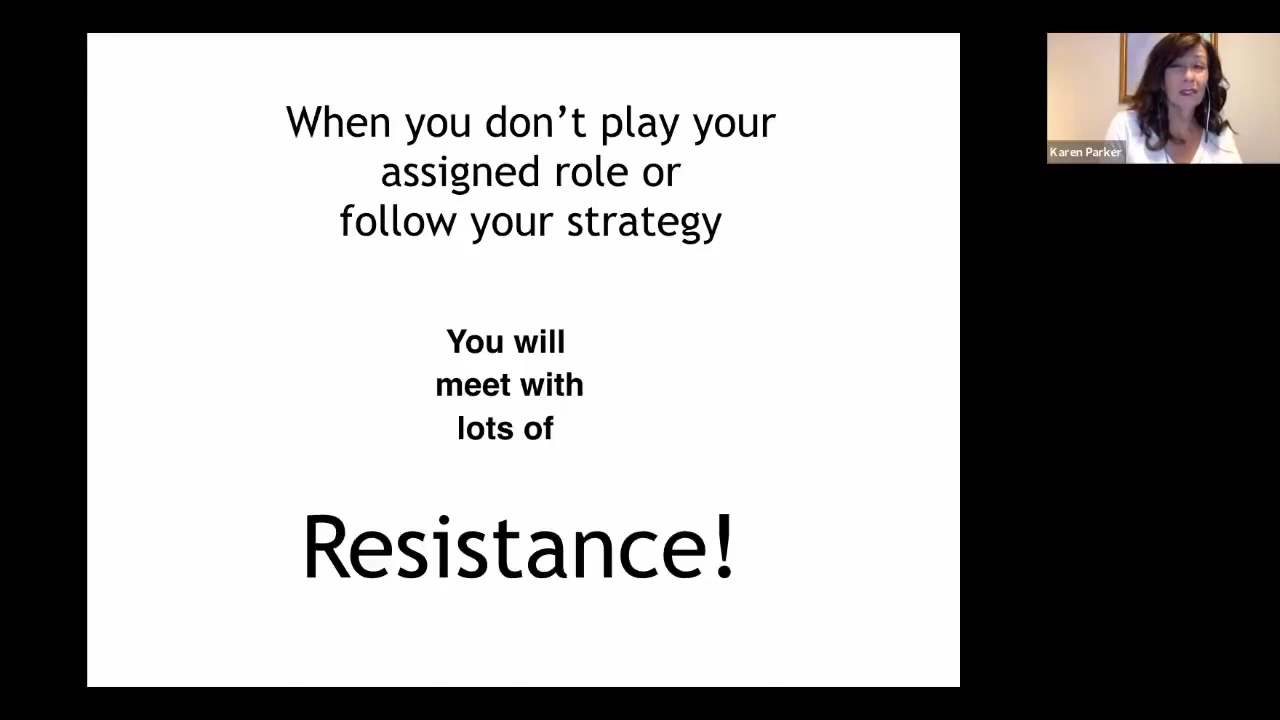 When you don’t play your
assigned role or
follow your strategy
You will
meet with
lots of
Resistance!
Karen Parker